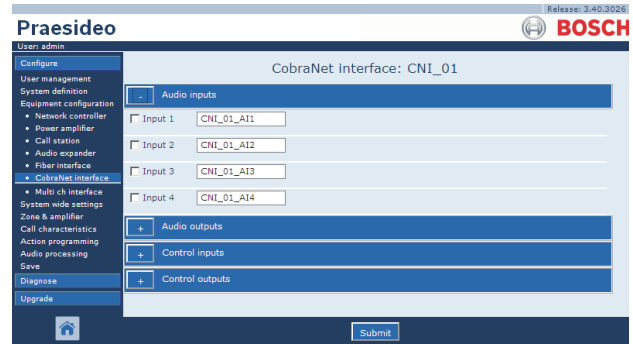 Release: 3.40.3026
Praesideo
BOSCH
User: admin
Configure
User management
System definition
Equipment configuration
• Network controller
• Power amplifier
• Call station
• Audio expander
• Fiber interface
• CobraNet interface
• Multi ch interface
System wide settings
Zone & amplifier
Call characteristics
Action programming
Audio processing
Save
Diagnose
Upgrade
CobraNet interface: CNI_01
- Audio inputs
Input 1 CNI_01_AI1
Input 2 CNI_01_AI2
Input 3 CNI_01_AI3
Input 4 CNI_01_AI4
+ Audio outputs
+ Control inputs
+ Control outputs
Submit